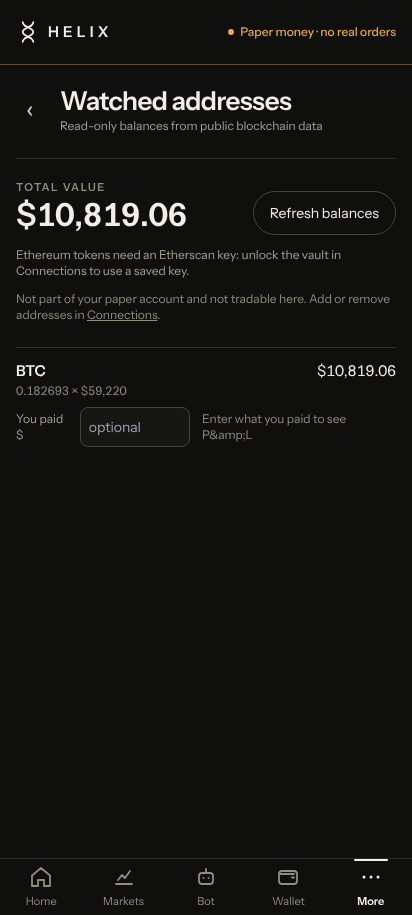 HELIX
Paper money · no real orders
‹
Watched addresses
Read-only balances from public blockchain data
TOTAL VALUE
$10,819.06
Refresh balances
Ethereum tokens need an Etherscan key: unlock the vault in
Connections to use a saved key.
Not part of your paper account and not tradable here. Add or remove
addresses in Connections.
BTC
$10,819.06
0.182693 × $59,220
You paid
$
optional
Enter what you paid to see
P&amp;L
Home
Markets
Bot
Wallet
More